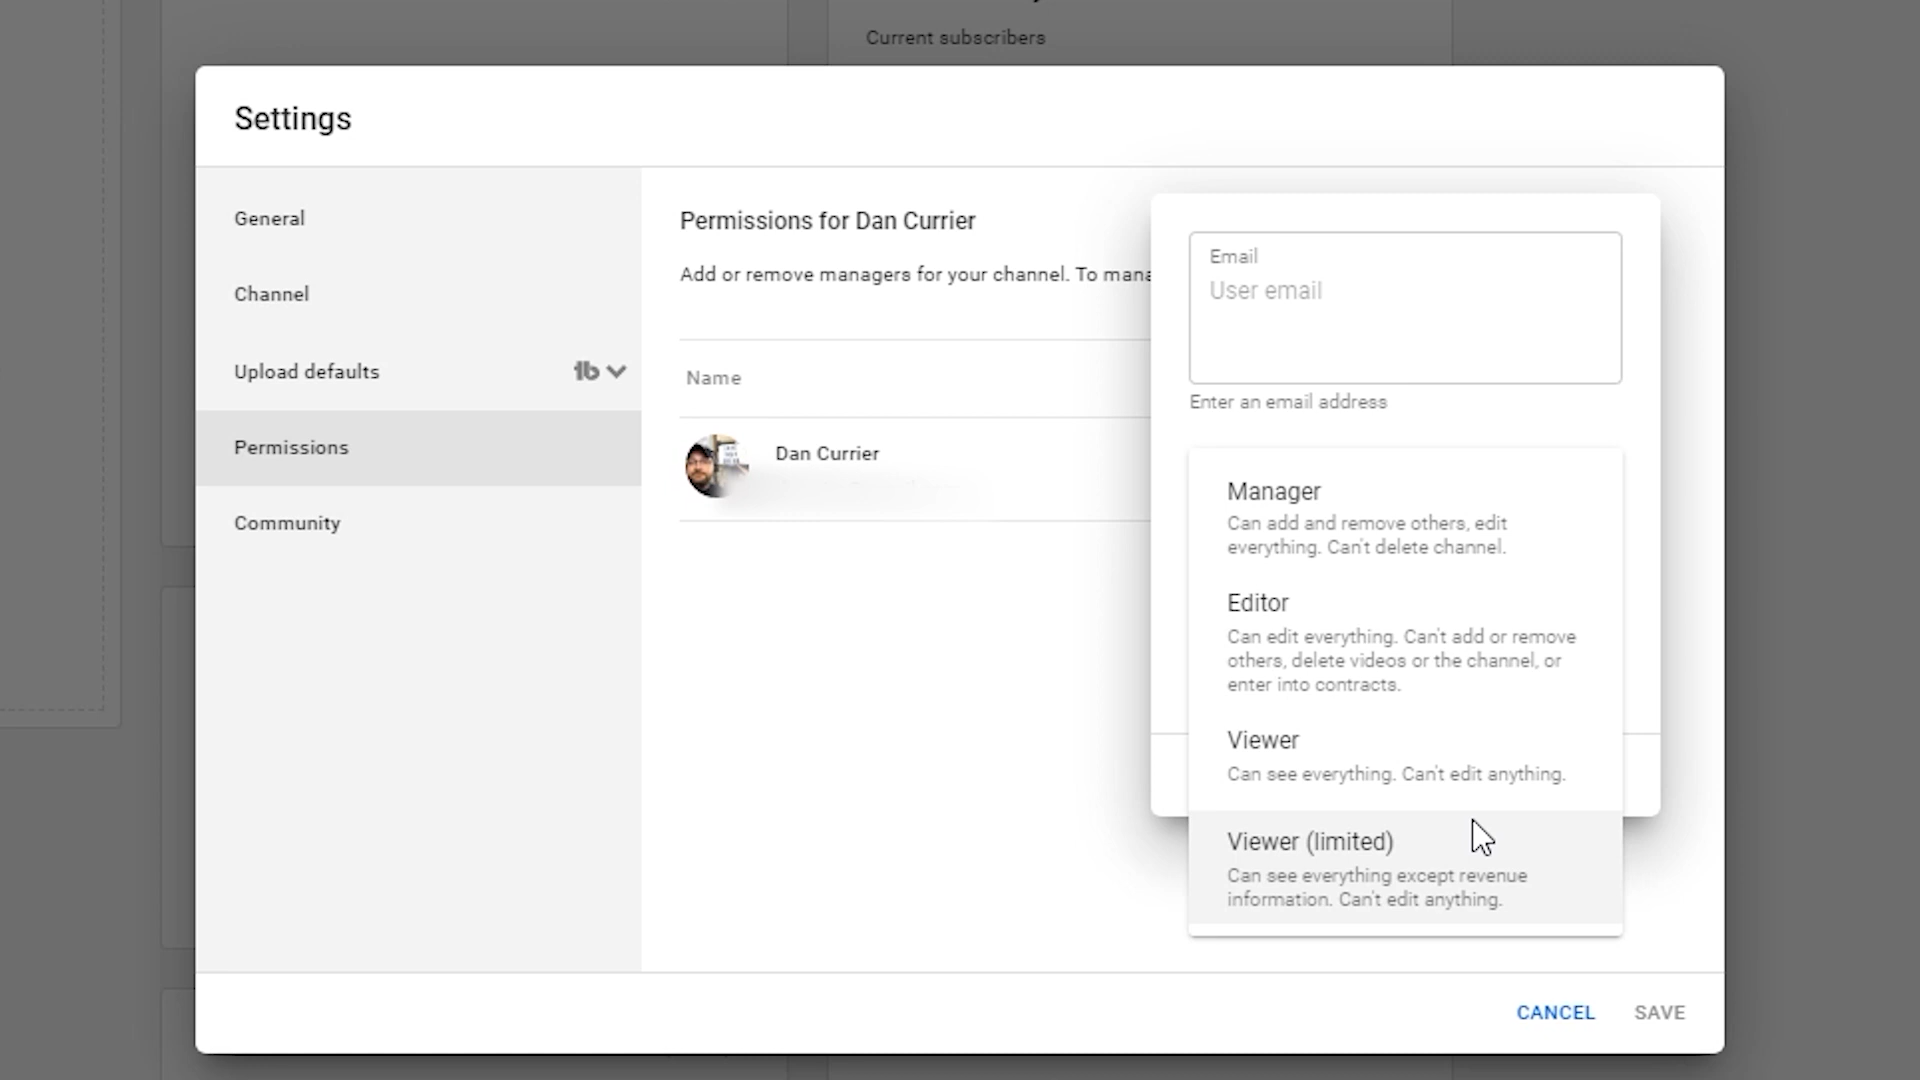 Current subscribers
Settings
General
Channel
Upload defaults
Permissions
Community
Permissions for Dan Currier
Add or remove managers for your channel. To mana
Name
Dan Currier
Email
User email
Enter an email address
Manager
Can add and remove others, edit
everything. Can't delete channel.
Editor
Can edit everything. Can't add or remove
others, delete videos or the channel, or
enter into contracts.
Viewer
Can see everything. Can't edit anything.
Viewer (limited)
Can see everything except revenue
information. Can't edit anything.
CANCEL
SAVE